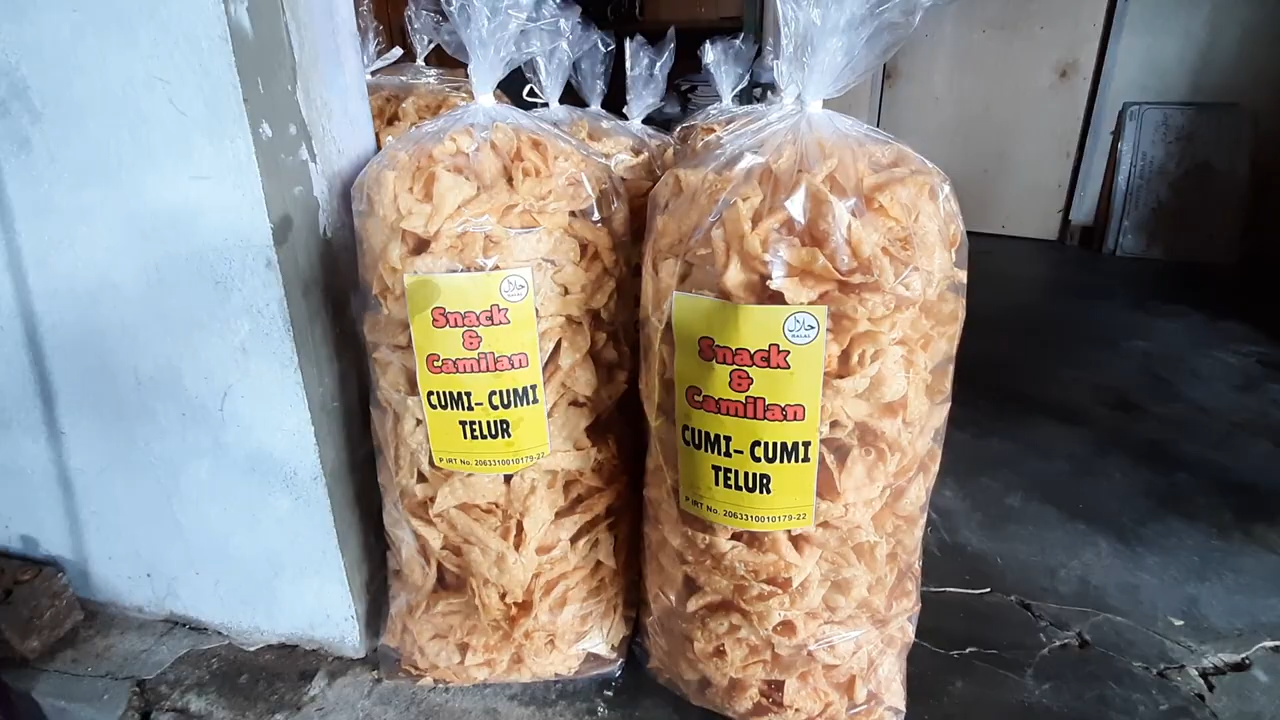 حلال
HALAL
Snack
&
Camilan
CUMI-CUMI
TELUR
P IRT No. 2063310010179-22
حلال
HALAL
Snack
&
Camilan
CUMI-CUMI
TELUR
P IRT No. 2063310010179-22